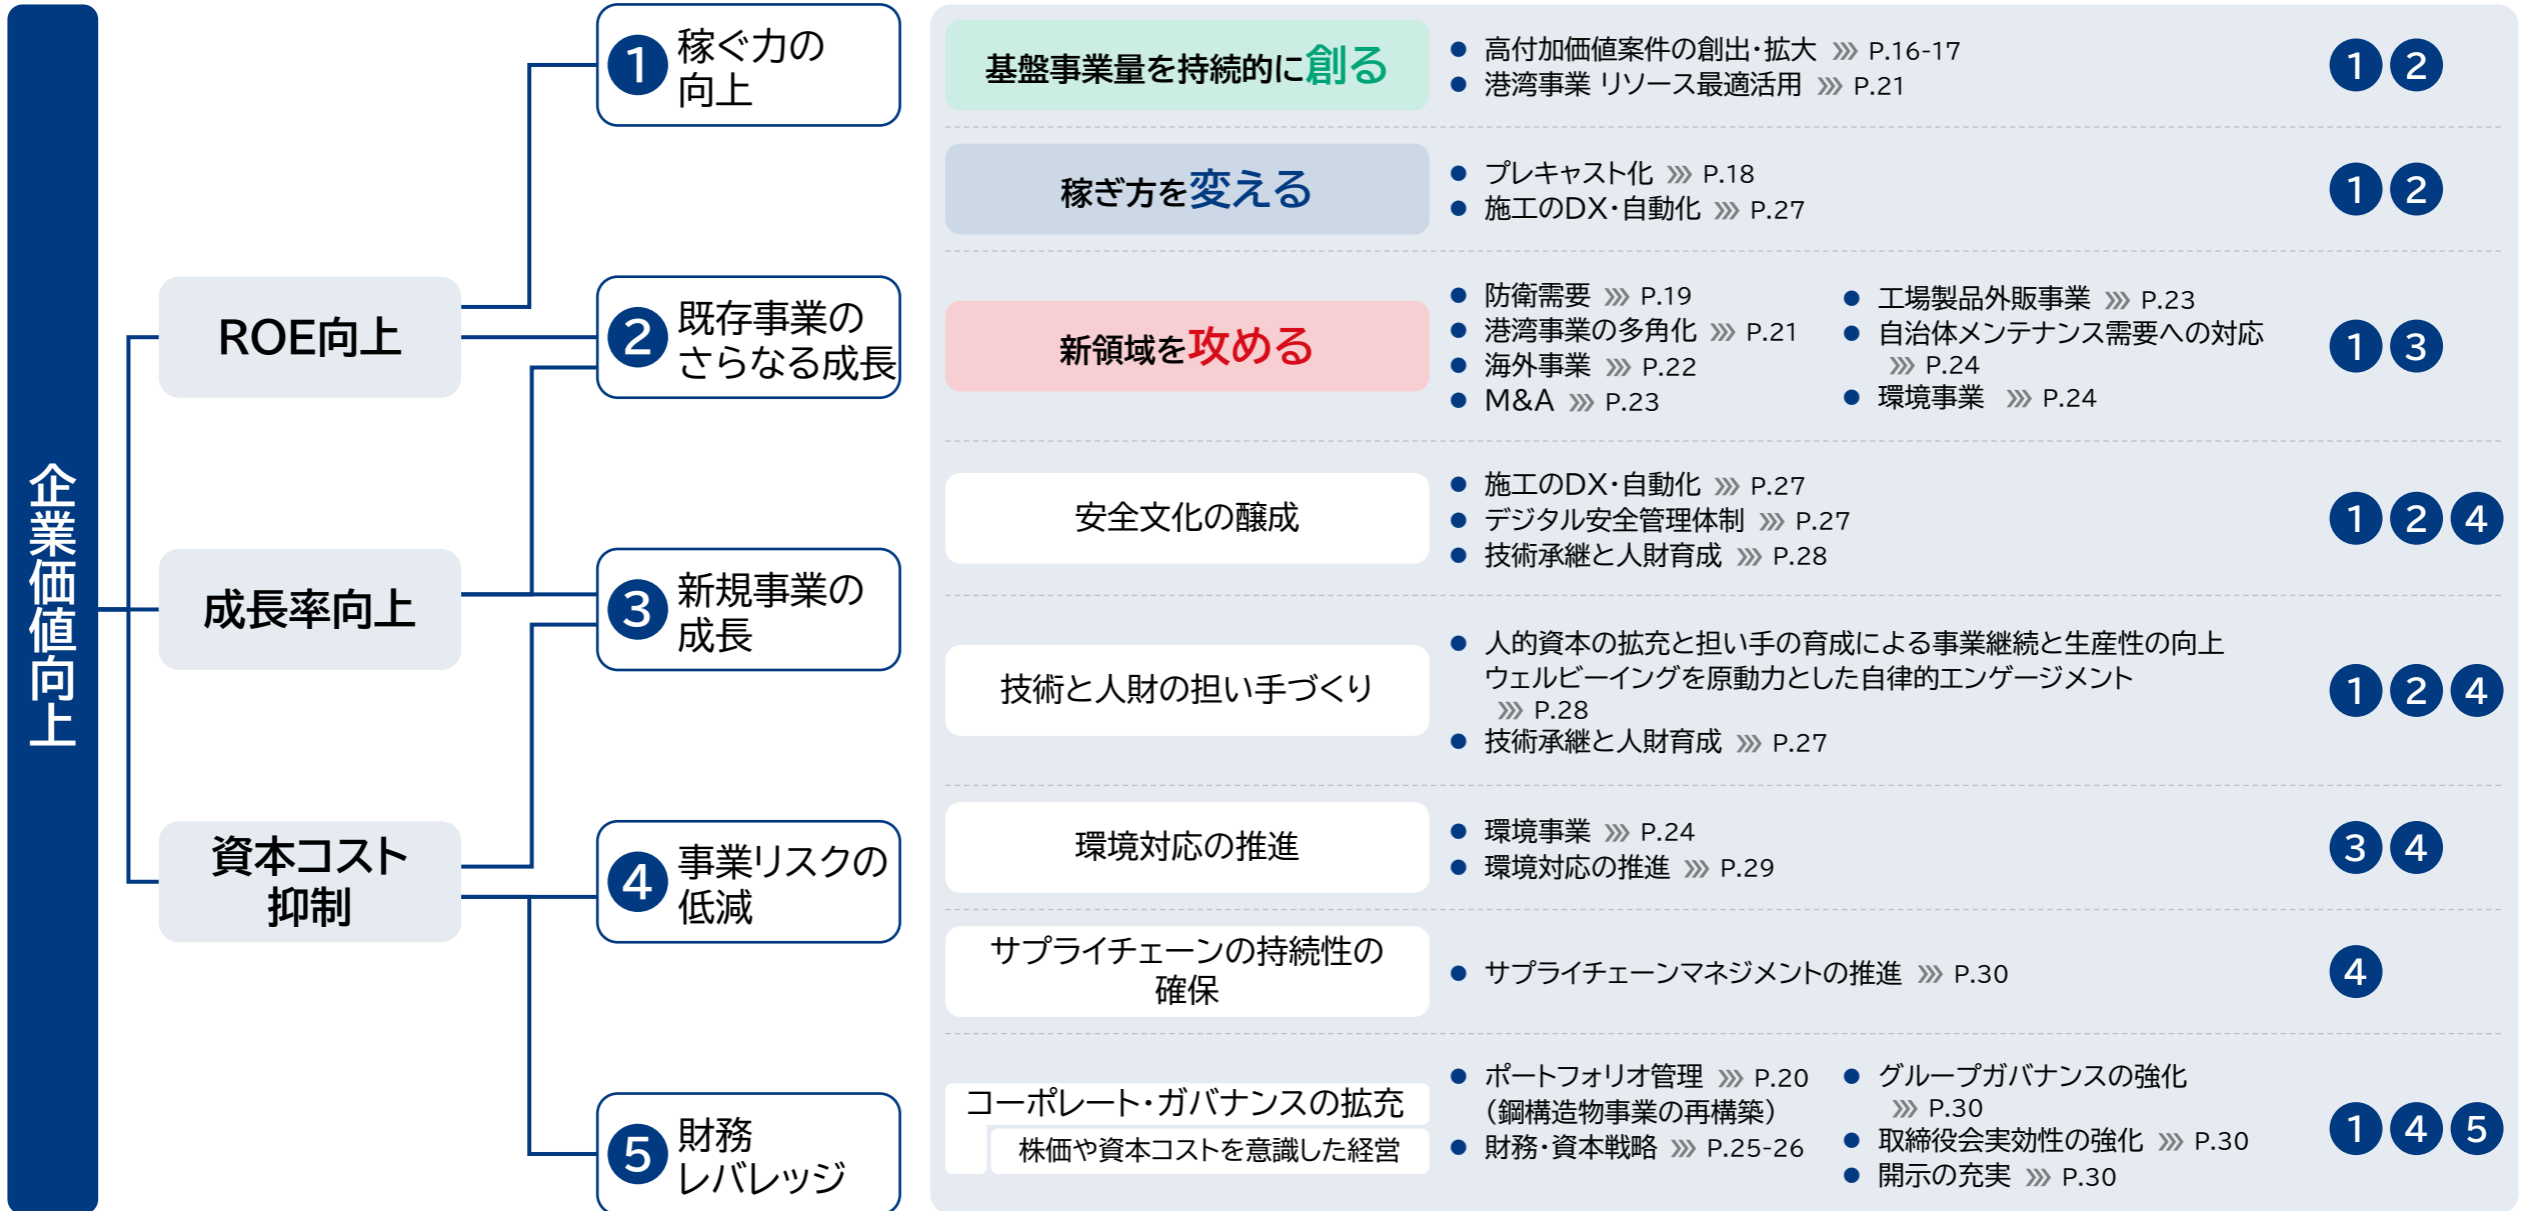 企業価値向上
ROE向上
成長率向上
資本コスト
抑制
1 稼ぐ力の
向上
2 既存事業の
さらなる成長
3 新規事業の
成長
4 事業リスクの
低減
5 財務
レバレッジ
基盤事業量を持続的に創る
● 高付加価値案件の創出・拡大 》》 P.16-17
● 港湾事業 リソース最適活用 》》 P.21
1 2
稼ぎ方を変える
● プレキャスト化 》》 P.18
● 施工のDX・自動化 》》 P.27
1 2
新領域を攻める
● 防衛需要 》》 P.19
● 港湾事業の多角化 》》 P.21
● 海外事業 》》 P.22
● M&A 》》 P.23
● 工場製品外販事業 》》 P.23
● 自治体メンテナンス需要への対応
》》 P.24
● 環境事業 》》 P.24
1 3
安全文化の醸成
● 施工のDX・自動化 》》 P.27
● デジタル安全管理体制 》》 P.27
● 技術承継と人財育成 》》 P.28
1 2 4
技術と人財の担い手づくり
● 人的資本の拡充と担い手の育成による事業継続と生産性の向上
ウェルビーイングを原動力とした自律的エンゲージメント
》》 P.28
● 技術承継と人財育成 》》 P.27
1 2 4
環境対応の推進
● 環境事業 》》 P.24
● 環境対応の推進 》》 P.29
3 4
サプライチェーンの持続性の
確保
● サプライチェーンマネジメントの推進 》》 P.30
4
コーポレート・ガバナンスの拡充
株価や資本コストを意識した経営
● ポートフォリオ管理 》》 P.20
（鋼構造物事業の再構築）
● 財務・資本戦略 》》 P.25-26
● グループガバナンスの強化
》》 P.30
● 取締役会実効性の強化 》》 P.30
● 開示の充実 》》 P.30
1 4 5